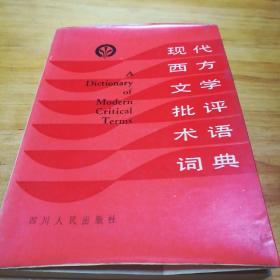 现代
西方
文学
批评
术语
词典
A
Dictionary
of
Modern
Critical
Terms
四川人民出版社